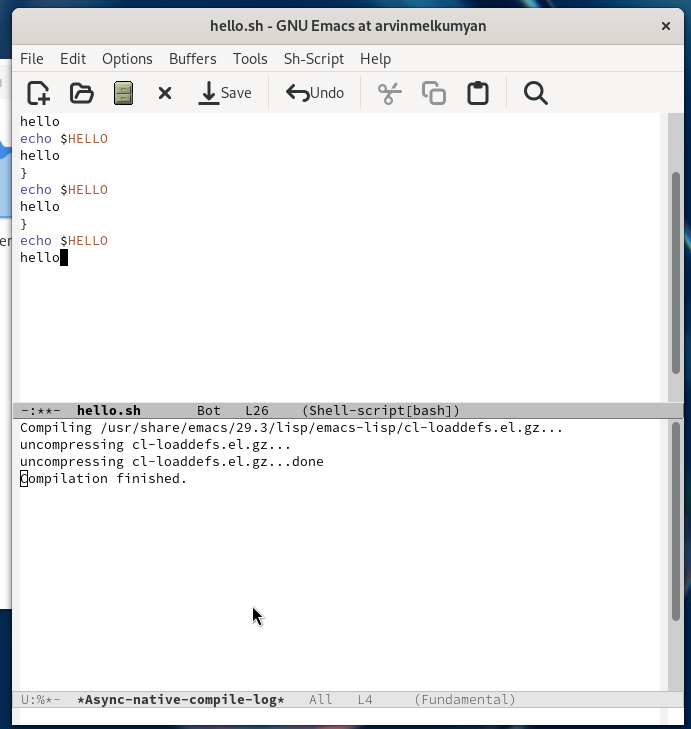 hello.sh - GNU Emacs at arvinmelkumyan
File Edit Options Buffers Tools Sh-Script Help
Save Undo
hello
echo $HELLO
hello
}
echo $HELLO
hello
}
echo $HELLO
hello
-:**- hello.sh Bot L26 (Shell-script[bash])
Compiling /usr/share/emacs/29.3/lisp/emacs-lisp/cl-loaddefs.el.gz...
uncompressing cl-loaddefs.el.gz...
uncompressing cl-loaddefs.el.gz...done
Compilation finished.
U:%*- *Async-native-compile-log* All L4 (Fundamental)